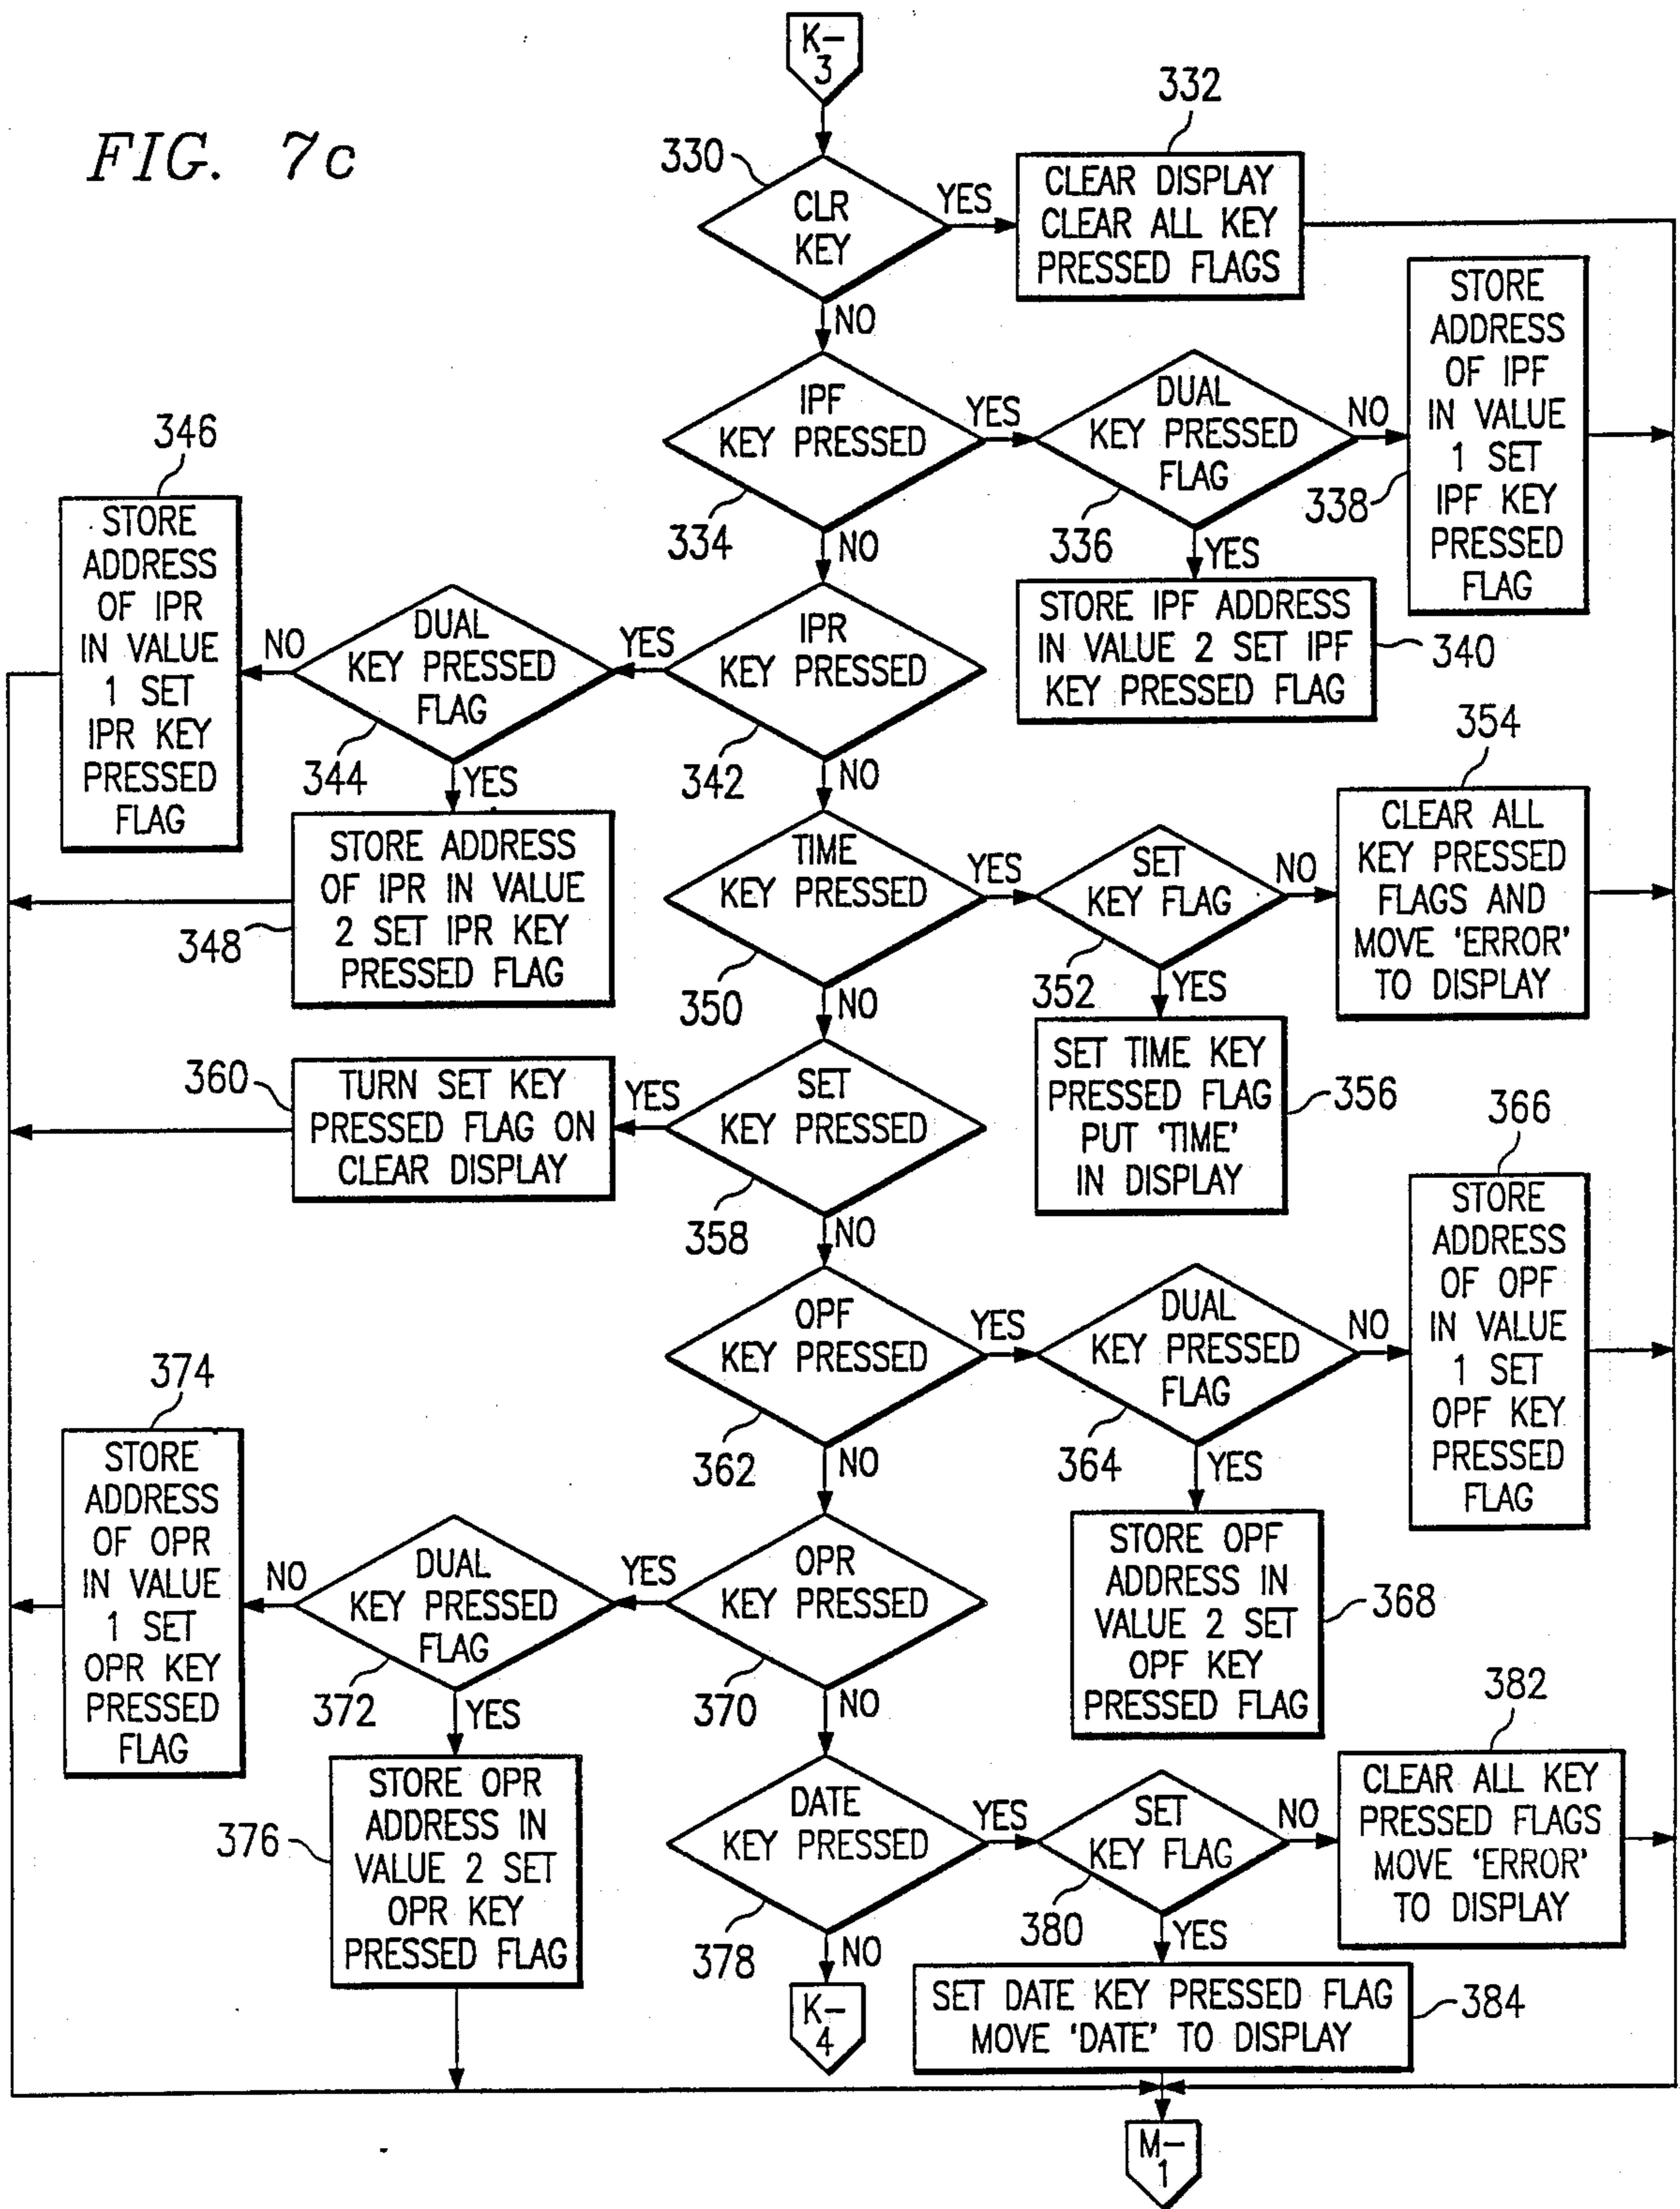 K-
3
FIG. 7c
330
CLR
KEY
YES
332
CLEAR DISPLAY
CLEAR ALL KEY
PRESSED FLAGS
NO
IPF
KEY PRESSED
334
YES
DUAL
KEY PRESSED
FLAG
336
NO
338
STORE
ADDRESS
OF IPF
IN VALUE
1 SET
IPF KEY
PRESSED
FLAG
YES
STORE IPF ADDRESS
IN VALUE 2 SET IPF
KEY PRESSED FLAG
340
NO
IPR
KEY PRESSED
342
YES
DUAL
KEY PRESSED
FLAG
344
NO
346
STORE
ADDRESS
OF IPR
IN VALUE
1 SET
IPR KEY
PRESSED
FLAG
YES
STORE ADDRESS
OF IPR IN VALUE
2 SET IPR KEY
PRESSED FLAG
348
NO
TIME
KEY PRESSED
350
YES
SET
KEY FLAG
352
NO
354
CLEAR ALL
KEY PRESSED
FLAGS AND
MOVE 'ERROR'
TO DISPLAY
YES
SET TIME KEY
PRESSED FLAG
PUT 'TIME'
IN DISPLAY
356
NO
SET
KEY PRESSED
358
YES
360
TURN SET KEY
PRESSED FLAG ON
CLEAR DISPLAY
NO
OPF
KEY PRESSED
362
YES
DUAL
KEY PRESSED
FLAG
364
NO
366
STORE
ADDRESS
OF OPF
IN VALUE
1 SET
OPF KEY
PRESSED
FLAG
YES
STORE OPF
ADDRESS IN
VALUE 2 SET
OPF KEY
PRESSED FLAG
368
NO
OPR
KEY PRESSED
370
YES
DUAL
KEY PRESSED
FLAG
372
NO
374
STORE
ADDRESS
OF OPR
IN VALUE
1 SET
OPR KEY
PRESSED
FLAG
YES
STORE OPR
ADDRESS IN
VALUE 2 SET
OPR KEY
PRESSED FLAG
376
NO
DATE
KEY PRESSED
378
YES
SET
KEY FLAG
380
NO
382
CLEAR ALL KEY
PRESSED FLAGS
MOVE 'ERROR'
TO DISPLAY
YES
SET DATE KEY PRESSED FLAG
MOVE 'DATE' TO DISPLAY
384
NO
K-
4
M-
1